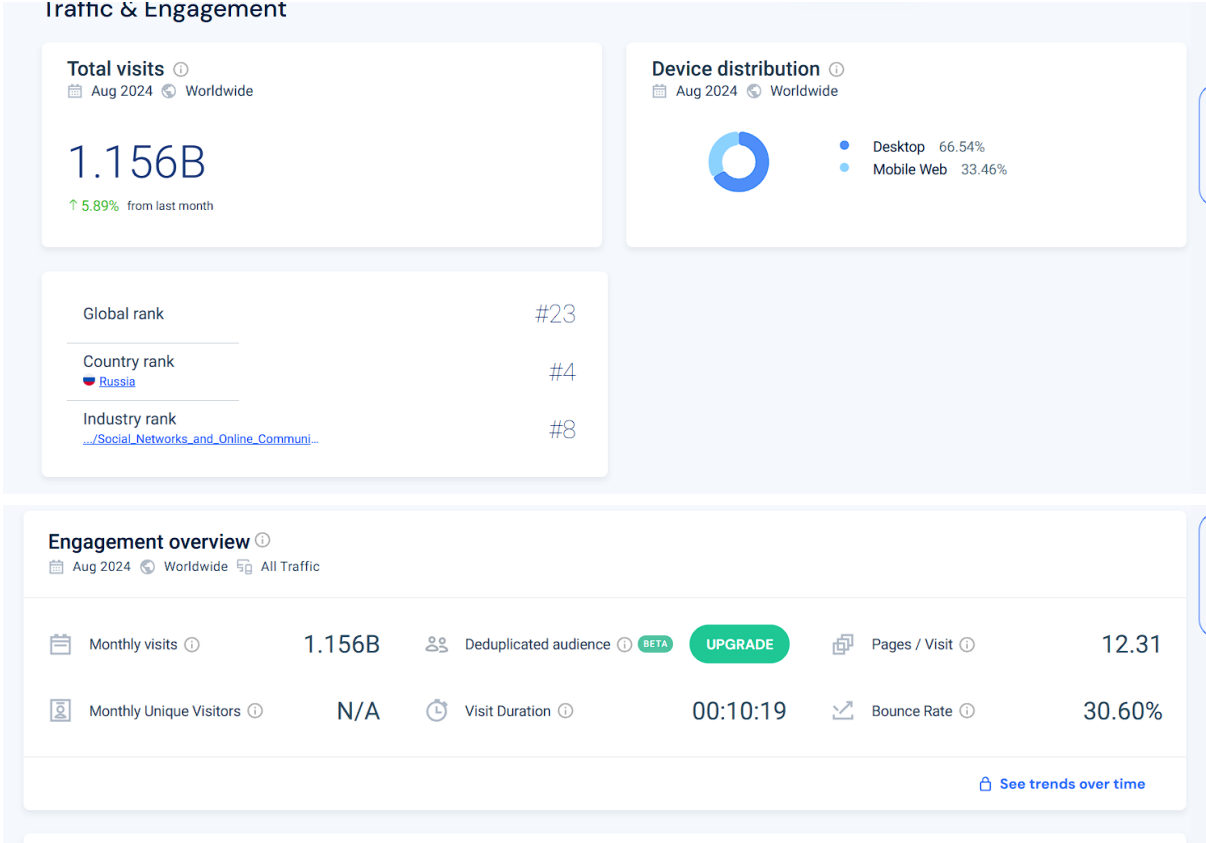 Traffic & Engagement
Total visits
Aug 2024 Worldwide
1.156B
↑ 5.89% from last month
Device distribution
Aug 2024 Worldwide
Desktop 66.54%
Mobile Web 33.46%
Global rank #23
Country rank #4
Russia
Industry rank #8
.../Social_Networks_and_Online_Communi...
Engagement overview
Aug 2024 Worldwide All Traffic
Monthly visits 1.156B
Deduplicated audience BETA UPGRADE
Pages / Visit 12.31
Monthly Unique Visitors N/A
Visit Duration 00:10:19
Bounce Rate 30.60%
See trends over time